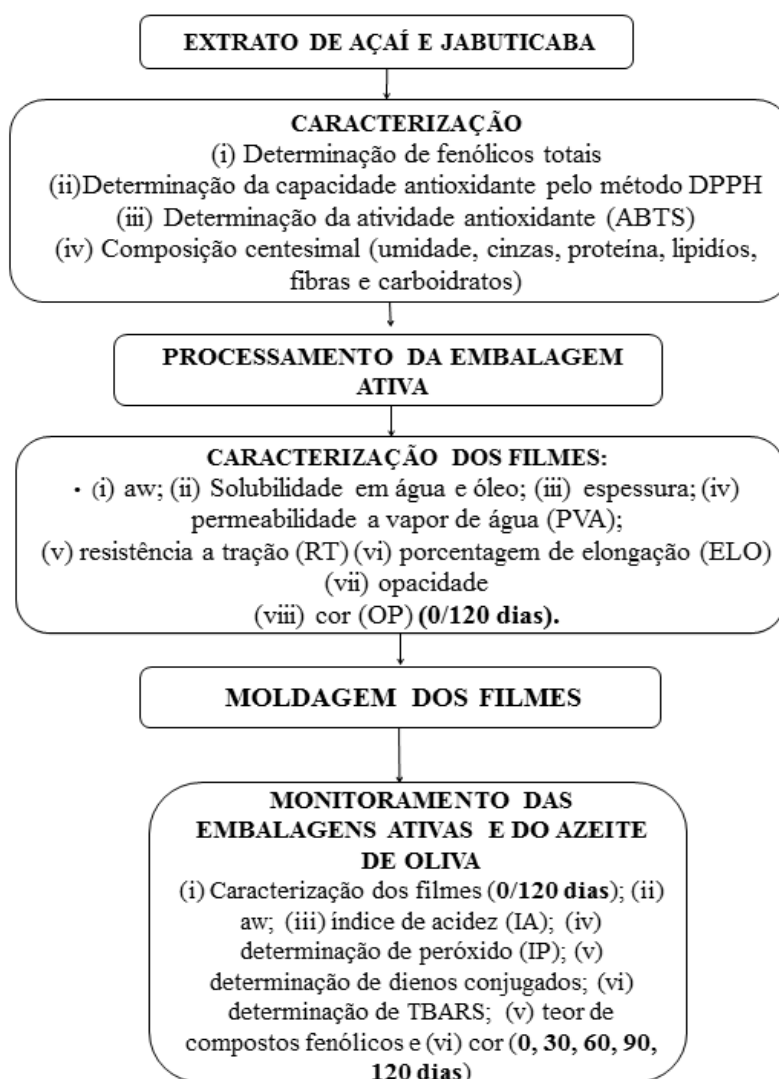 EXTRATO DE AÇAÍ E JABUTICABA
CARACTERIZAÇÃO
(i) Determinação de fenólicos totais
(ii)Determinação da capacidade antioxidante pelo método DPPH
(iii) Determinação da atividade antioxidante (ABTS)
(iv) Composição centesimal (umidade, cinzas, proteína, lipidíos,
fibras e carboidratos)
PROCESSAMENTO DA EMBALAGEM
ATIVA
CARACTERIZAÇÃO DOS FILMES:
• (i) aw; (ii) Solubilidade em água e óleo; (iii) espessura; (iv)
permeabilidade a vapor de água (PVA);
(v) resistência a tração (RT) (vi) porcentagem de elongação (ELO)
(vii) opacidade
(viii) cor (OP) (0/120 dias).
MOLDAGEM DOS FILMES
MONITORAMENTO DAS
EMBALAGENS ATIVAS E DO AZEITE
DE OLIVA
(i) Caracterização dos filmes (0/120 dias); (ii)
aw; (iii) índice de acidez (IA); (iv)
determinação de peróxido (IP); (v)
determinação de dienos conjugados; (vi)
determinação de TBARS; (v) teor de
compostos fenólicos e (vi) cor (0, 30, 60, 90,
120 dias)